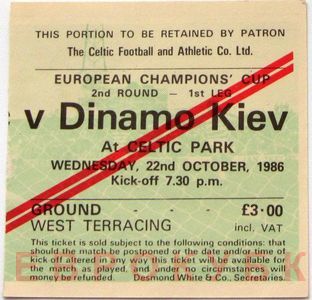 THIS PORTION TO BE RETAINED BY PATRON
The Celtic Football and Athletic Co. Ltd.
EUROPEAN CHAMPIONS' CUP
2ND ROUND — 1st LEG
v Dinamo Kiev
At CELTIC PARK
WEDNESDAY, 22nd OCTOBER, 1986
Kick-off 7.30 p.m.
GROUND - - - £3·00
WEST TERRACING incl. VAT
This ticket is sold subject to the following conditions: that
should the match be postponed or the date and/or time of
kick off altered in any way this ticket will be available for the
match as played, and under no circumstances will
money be refunded. Desmond White & Co., Secretaries.